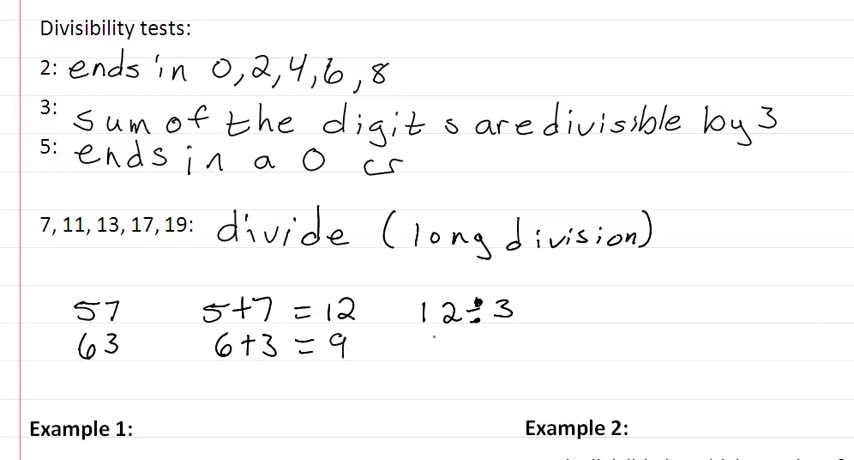 Divisibility tests:
2: ends in 0,2,4,6,8
3: sum of the digits are divisible by 3
5: ends in a 0
7, 11, 13, 17, 19: divide (long division)
57 5+7 = 12 12÷3
63 6+3 = 9
Example 1: Example 2: